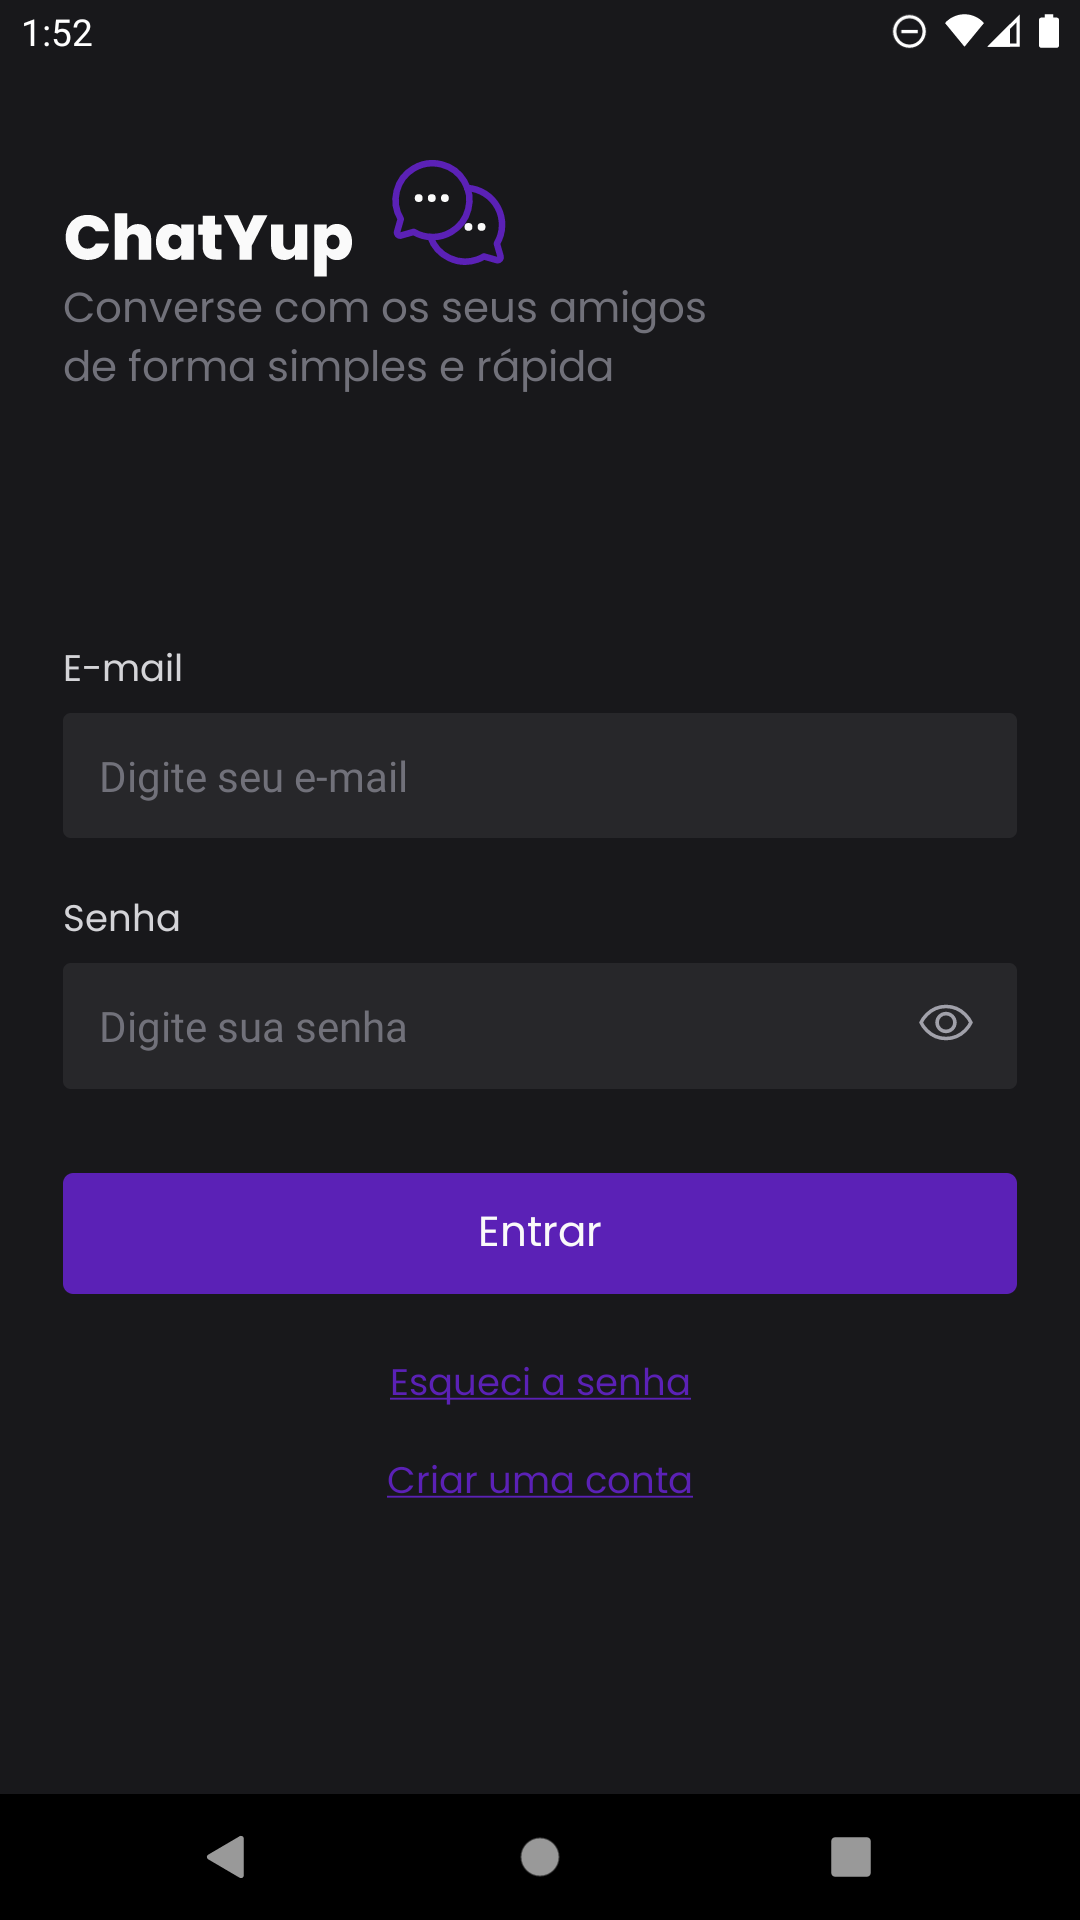 1:52
ChatYup
Converse com os seus amigos
de forma simples e rápida
E-mail
Digite seu e-mail
Senha
Digite sua senha
Entrar
Esqueci a senha
Criar uma conta